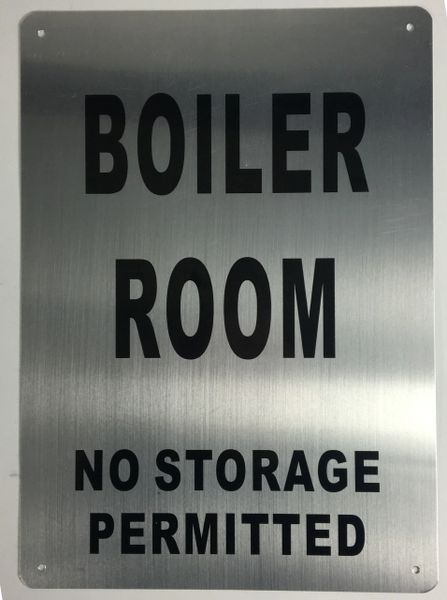 BOILER
ROOM
NO STORAGE
PERMITTED